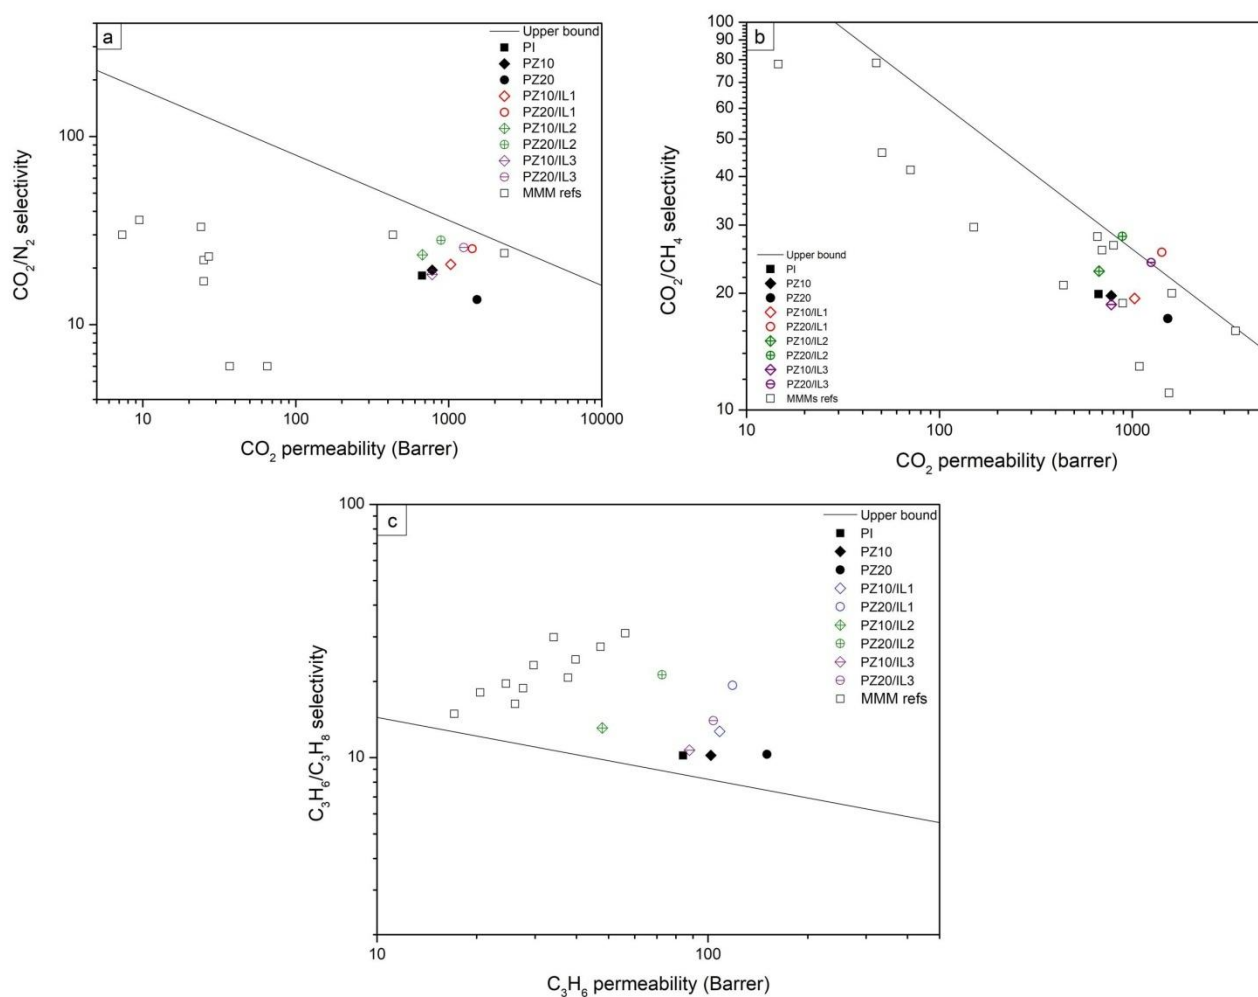 a
Upper bound
PI
PZ10
PZ20
PZ10/IL1
PZ20/IL1
PZ10/IL2
PZ20/IL2
PZ10/IL3
PZ20/IL3
MMM refs
100
10
CO₂/N₂ selectivity
10
100
1000
10000
CO₂ permeability (Barrer)
b
100
90
80
70
60
50
40
30
20
10
CO₂/CH₄ selectivity
Upper bound
PI
PZ10
PZ20
PZ10/IL1
PZ20/IL1
PZ10/IL2
PZ20/IL2
PZ10/IL3
PZ20/IL3
MMMs refs
10
100
1000
CO₂ permeability (barrer)
c
Upper bound
PI
PZ10
PZ20
PZ10/IL1
PZ20/IL1
PZ10/IL2
PZ20/IL2
PZ10/IL3
PZ20/IL3
MMM refs
100
10
C₃H₆/C₃H₈ selectivity
10
100
C₃H₆ permeability (Barrer)